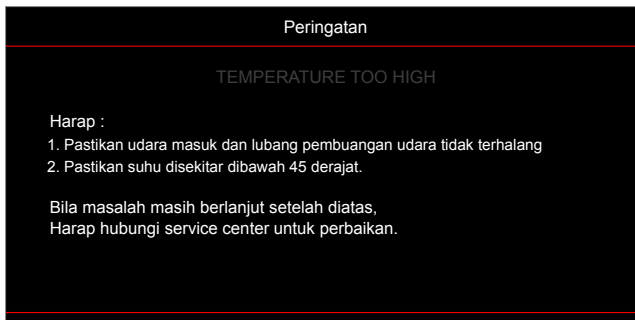 Peringatan
TEMPERATURE TOO HIGH
Harap :
1. Pastikan udara masuk dan lubang pembuangan udara tidak terhalang
2. Pastikan suhu disekitar dibawah 45 derajat.
Bila masalah masih berlanjut setelah diatas,
Harap hubungi service center untuk perbaikan.